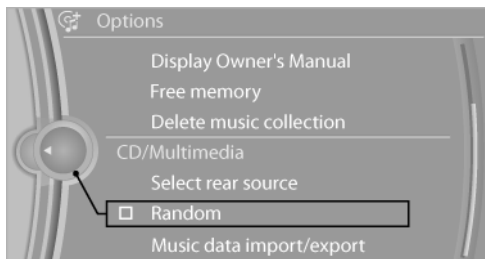 Options
Display Owner's Manual
Free memory
Delete music collection
CD/Multimedia
Select rear source
Random
Music data import/export